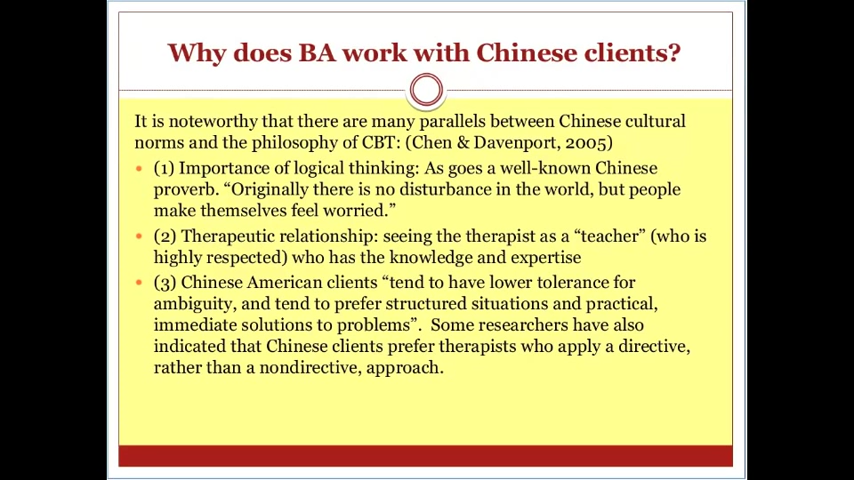 Why does BA work with Chinese clients?
It is noteworthy that there are many parallels between Chinese cultural
norms and the philosophy of CBT: (Chen & Davenport, 2005)
• (1) Importance of logical thinking: As goes a well-known Chinese
proverb. “Originally there is no disturbance in the world, but people
make themselves feel worried.”
• (2) Therapeutic relationship: seeing the therapist as a “teacher” (who is
highly respected) who has the knowledge and expertise
• (3) Chinese American clients “tend to have lower tolerance for
ambiguity, and tend to prefer structured situations and practical,
immediate solutions to problems”.  Some researchers have also
indicated that Chinese clients prefer therapists who apply a directive,
rather than a nondirective, approach.